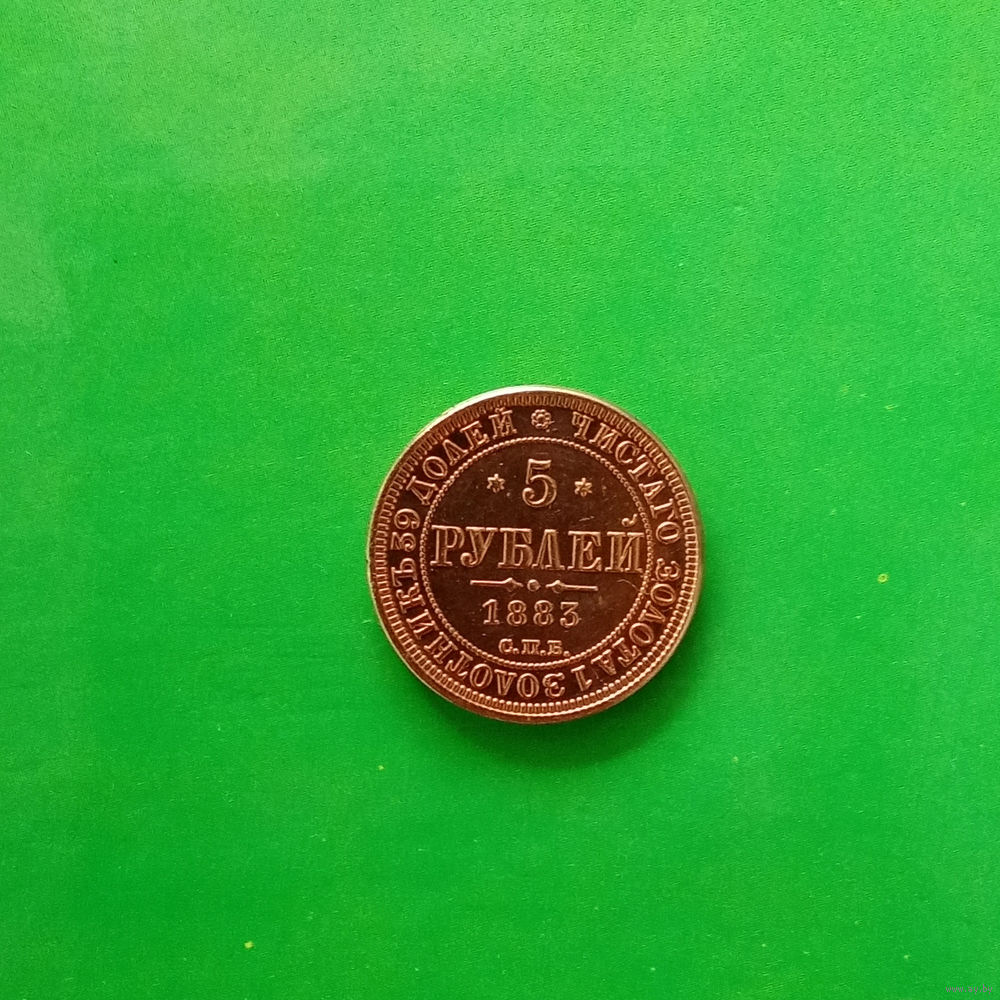 ЧИСТАГО ЗОЛОТА 1 ЗОЛОТНИКЪ 39 ДОЛЕЙ
5
РУБЛЕЙ
1883
С.П.Б.